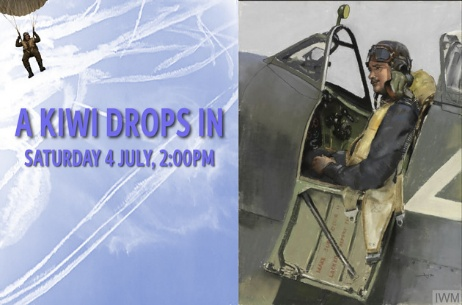 A KIWI DROPS IN
SATURDAY 4 JULY, 2:00PM
IWM